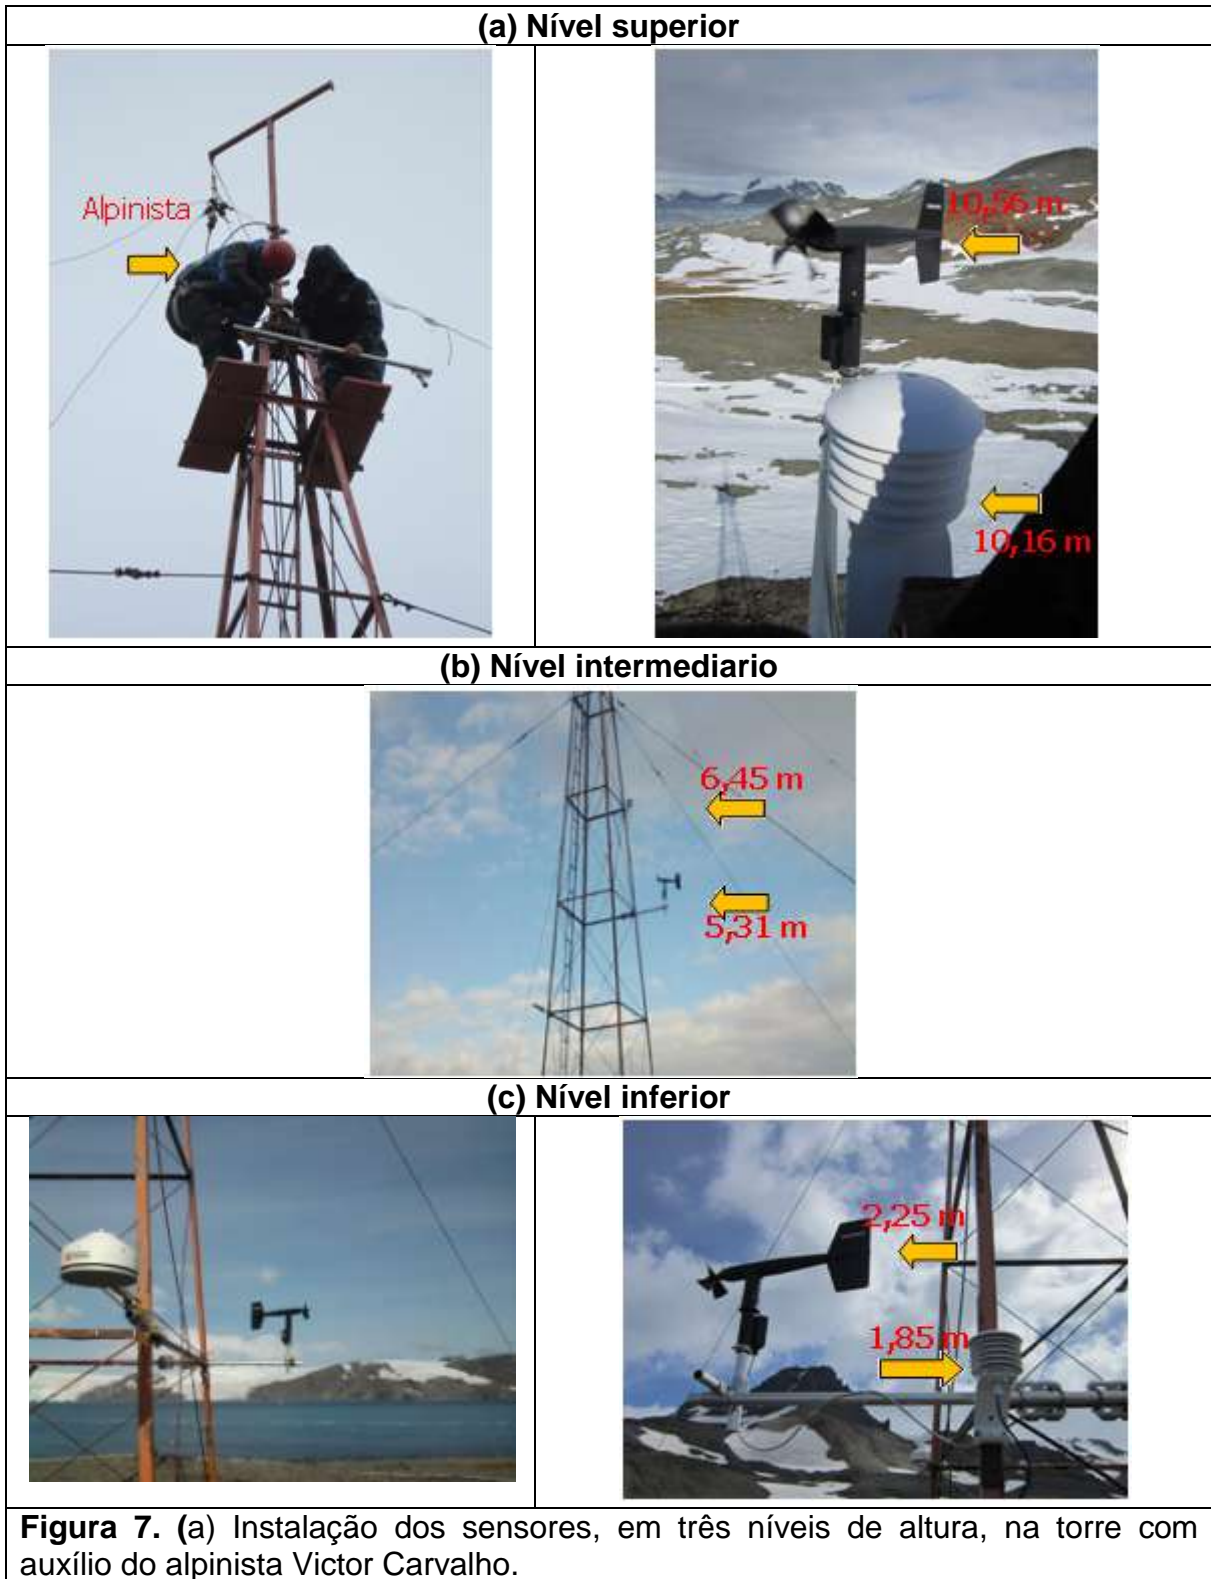 (a) Nível superior
Alpinista
10,56 m
10,16 m
(b) Nível intermediario
6,45 m
5,31 m
(c) Nível inferior
2,25 m
1,85 m
Figura 7. (a) Instalação dos sensores, em três níveis de altura, na torre com
auxílio do alpinista Victor Carvalho.